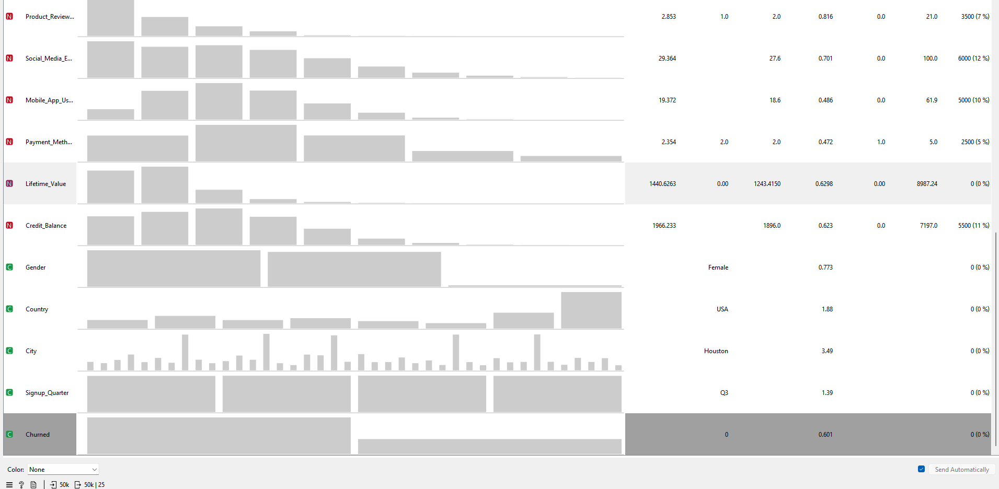 N Product_Review... 2.853 1.0 2.0 0.816 0.0 21.0 3500 (7 %)
N Social_Media_E... 29.364 27.6 0.701 0.0 100.0 6000 (12 %)
N Mobile_App_Us... 19.372 18.6 0.486 0.0 61.9 5000 (10 %)
N Payment_Meth... 2.354 2.0 2.0 0.472 1.0 5.0 2500 (5 %)
N Lifetime_Value 1440.6263 0.00 1243.4150 0.6298 0.00 8987.24 0 (0 %)
N Credit_Balance 1966.233 1896.0 0.623 0.0 7197.0 5500 (11 %)
C Gender Female 0.773 0 (0 %)
C Country USA 1.88 0 (0 %)
C City Houston 3.49 0 (0 %)
C Signup_Quarter Q3 1.39 0 (0 %)
C Churned 0 0.601 0 (0 %)
Color: None Send Automatically
? 50k 50k | 25